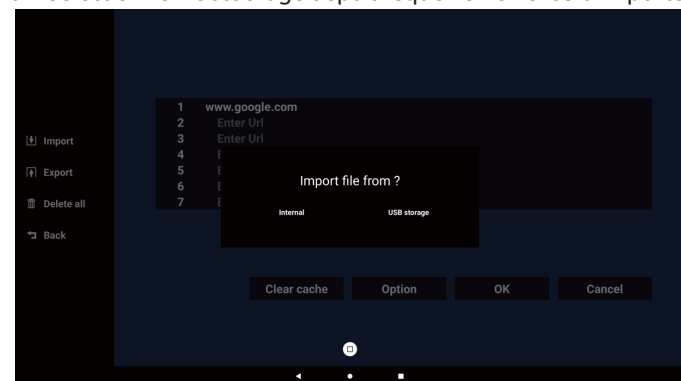 1 www.google.com
2 Enter Url
3 Enter Url
4 E
5 E
6 E
7 E
Import
Export
Delete all
Back
Import file from ?
Internal USB storage
Clear cache Option OK Cancel